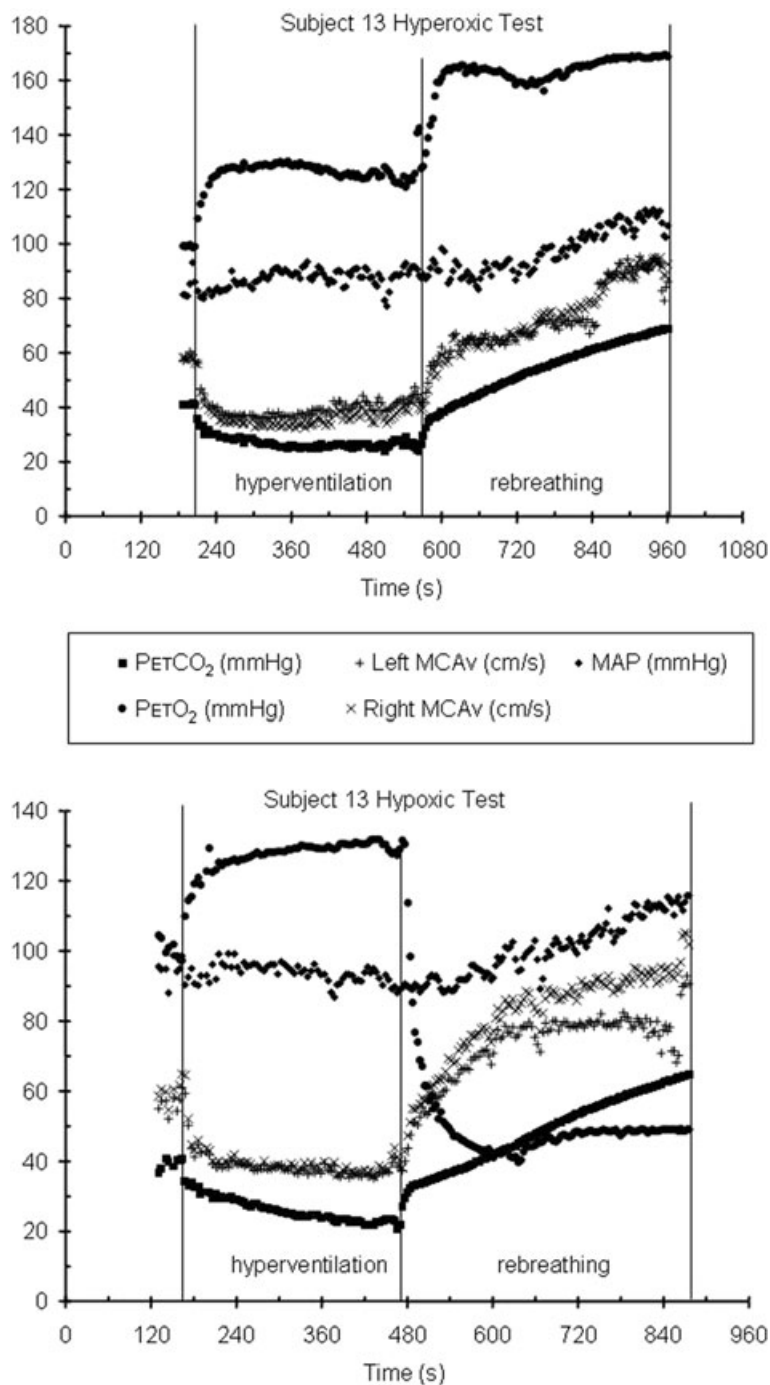 Subject 13 Hyperoxic Test
180
160
140
120
100
80
60
40
20
0
hyperventilation rebreathing
0 120 240 360 480 600 720 840 960 1080
Time (s)
■ PETCO₂ (mmHg) + Left MCAv (cm/s) ◆ MAP (mmHg)
● PETO₂ (mmHg) × Right MCAv (cm/s)
Subject 13 Hypoxic Test
140
120
100
80
60
40
20
0
hyperventilation rebreathing
0 120 240 360 480 600 720 840 960
Time (s)